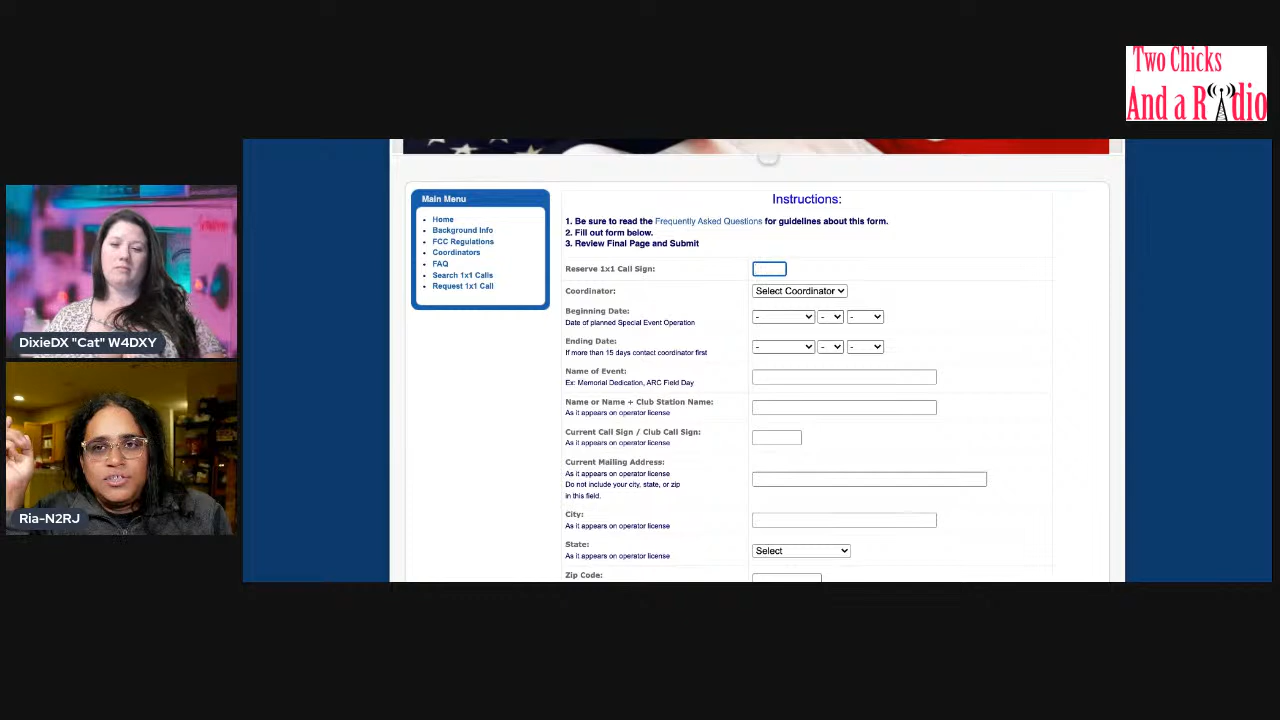 Two Chicks
And a Radio
Main Menu
Home
Background Info
FCC Regulations
Coordinators
FAQ
Search 1x1 Calls
Request 1x1 Call
Instructions:
1. Be sure to read the Frequently Asked Questions for guidelines about this form.
2. Fill out form below.
3. Review Final Page and Submit
Reserve 1x1 Call Sign:
Coordinator:
Select Coordinator
Beginning Date:
Date of planned Special Event Operation
- - -
Ending Date:
If more than 15 days contact coordinator first
- - -
Name of Event:
Ex: Memorial Dedication, ARC Field Day
Name or Name + Club Station Name:
As it appears on operator license
Current Call Sign / Club Call Sign:
As it appears on operator license
Current Mailing Address:
As it appears on operator license
Do not include your city, state, or zip
in this field.
City:
As it appears on operator license
State:
As it appears on operator license
Select
Zip Code:
DixieDX "Cat" W4DXY
Ria-N2RJ